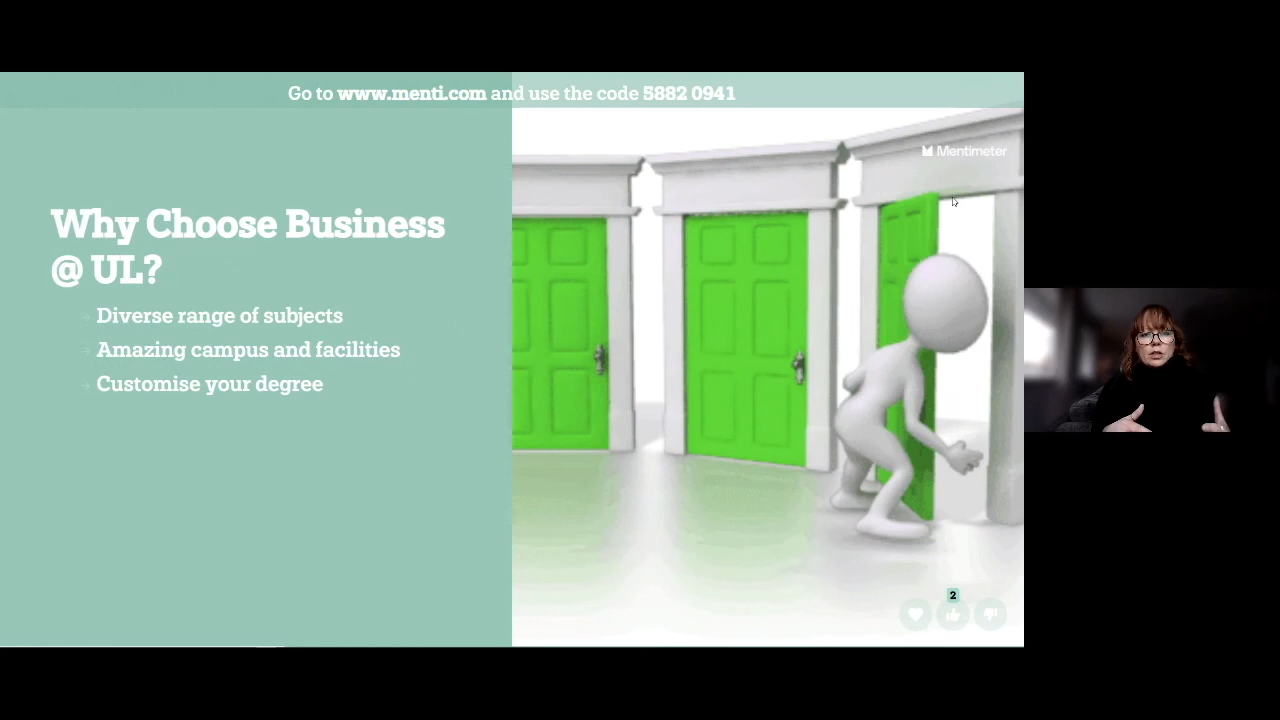 Go to www.menti.com and use the code 5882 0941
Mentimeter
Why Choose Business
@ UL?
Diverse range of subjects
Amazing campus and facilities
Customise your degree
2